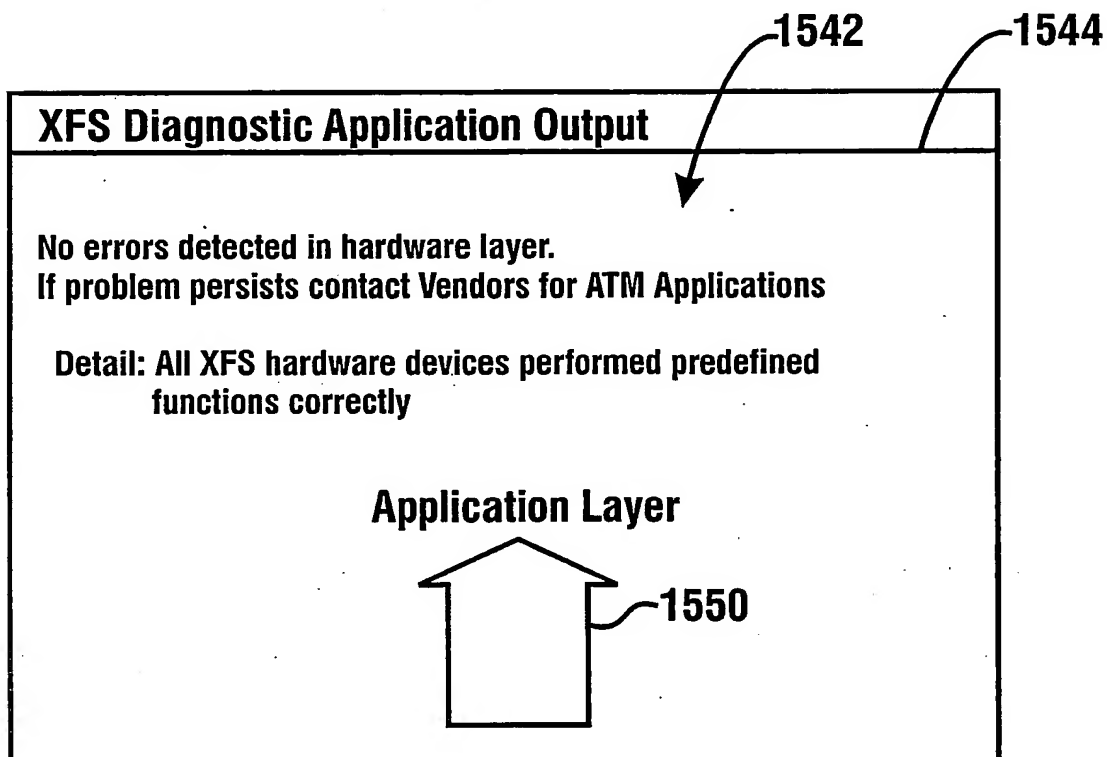 1542
1544
XFS Diagnostic Application Output
No errors detected in hardware layer.
If problem persists contact Vendors for ATM Applications
Detail: All XFS hardware devices performed predefined
functions correctly
Application Layer
1550